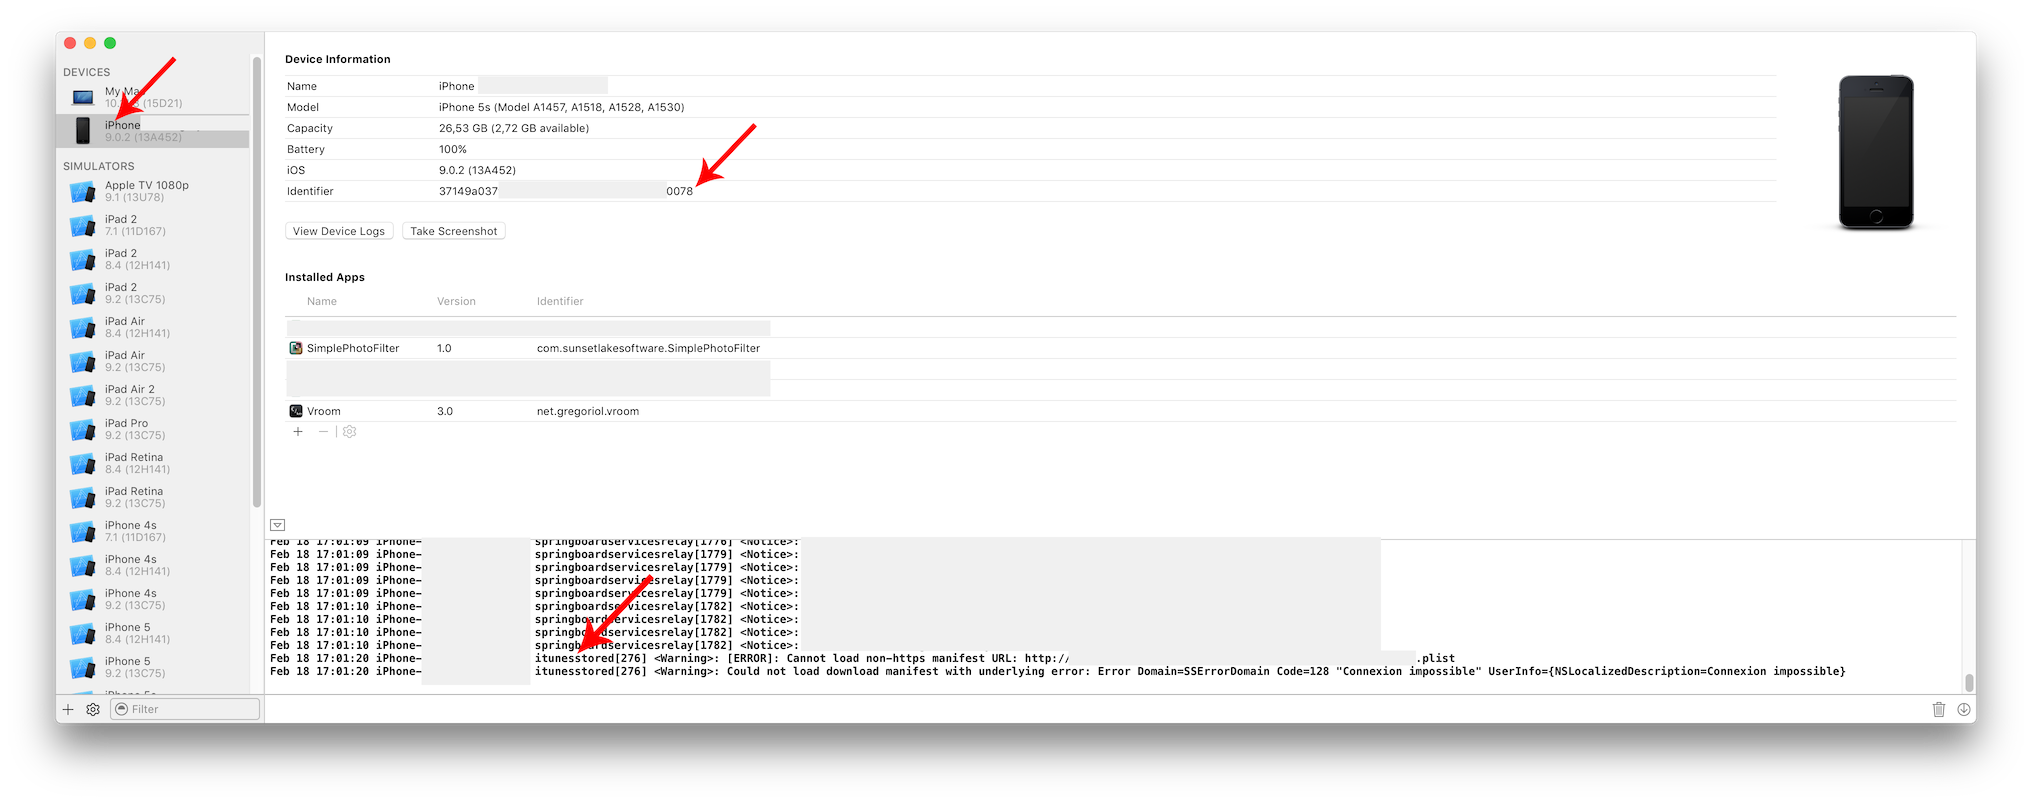 DEVICES
My Ma
10. (15D21)
iPhone
9.0.2 (13A452)
SIMULATORS
Apple TV 1080p
9.1 (13U78)
iPad 2
7.1 (11D167)
iPad 2
8.4 (12H141)
iPad 2
9.2 (13C75)
iPad Air
8.4 (12H141)
iPad Air
9.2 (13C75)
iPad Air 2
9.2 (13C75)
iPad Pro
9.2 (13C75)
iPad Retina
8.4 (12H141)
iPad Retina
9.2 (13C75)
iPhone 4s
7.1 (11D167)
iPhone 4s
8.4 (12H141)
iPhone 4s
9.2 (13C75)
iPhone 5
8.4 (12H141)
iPhone 5
9.2 (13C75)
Filter
Device Information
Name iPhone
Model iPhone 5s (Model A1457, A1518, A1528, A1530)
Capacity 26,53 GB (2,72 GB available)
Battery 100%
iOS 9.0.2 (13A452)
Identifier 37149a037 0078
View Device Logs Take Screenshot
Installed Apps
Name Version Identifier
SimplePhotoFilter 1.0 com.sunsetlakesoftware.SimplePhotoFilter
Vroom 3.0 net.gregoriol.vroom
Feb 18 17:01:09 iPhone- springboardservicesrelay[1776] <Notice>:
Feb 18 17:01:09 iPhone- springboardservicesrelay[1779] <Notice>:
Feb 18 17:01:09 iPhone- springboardservicesrelay[1779] <Notice>:
Feb 18 17:01:09 iPhone- springboardservicesrelay[1779] <Notice>:
Feb 18 17:01:09 iPhone- springboardservicesrelay[1779] <Notice>:
Feb 18 17:01:10 iPhone- springboardservicesrelay[1782] <Notice>:
Feb 18 17:01:10 iPhone- springboardservicesrelay[1782] <Notice>:
Feb 18 17:01:10 iPhone- springboardservicesrelay[1782] <Notice>:
Feb 18 17:01:10 iPhone- springboardservicesrelay[1782] <Notice>:
Feb 18 17:01:20 iPhone- itunesstored[276] <Warning>: [ERROR]: Cannot load non-https manifest URL: http:// .plist
Feb 18 17:01:20 iPhone- itunesstored[276] <Warning>: Could not load download manifest with underlying error: Error Domain=SSErrorDomain Code=128 "Connexion impossible" UserInfo={NSLocalizedDescription=Connexion impossible}